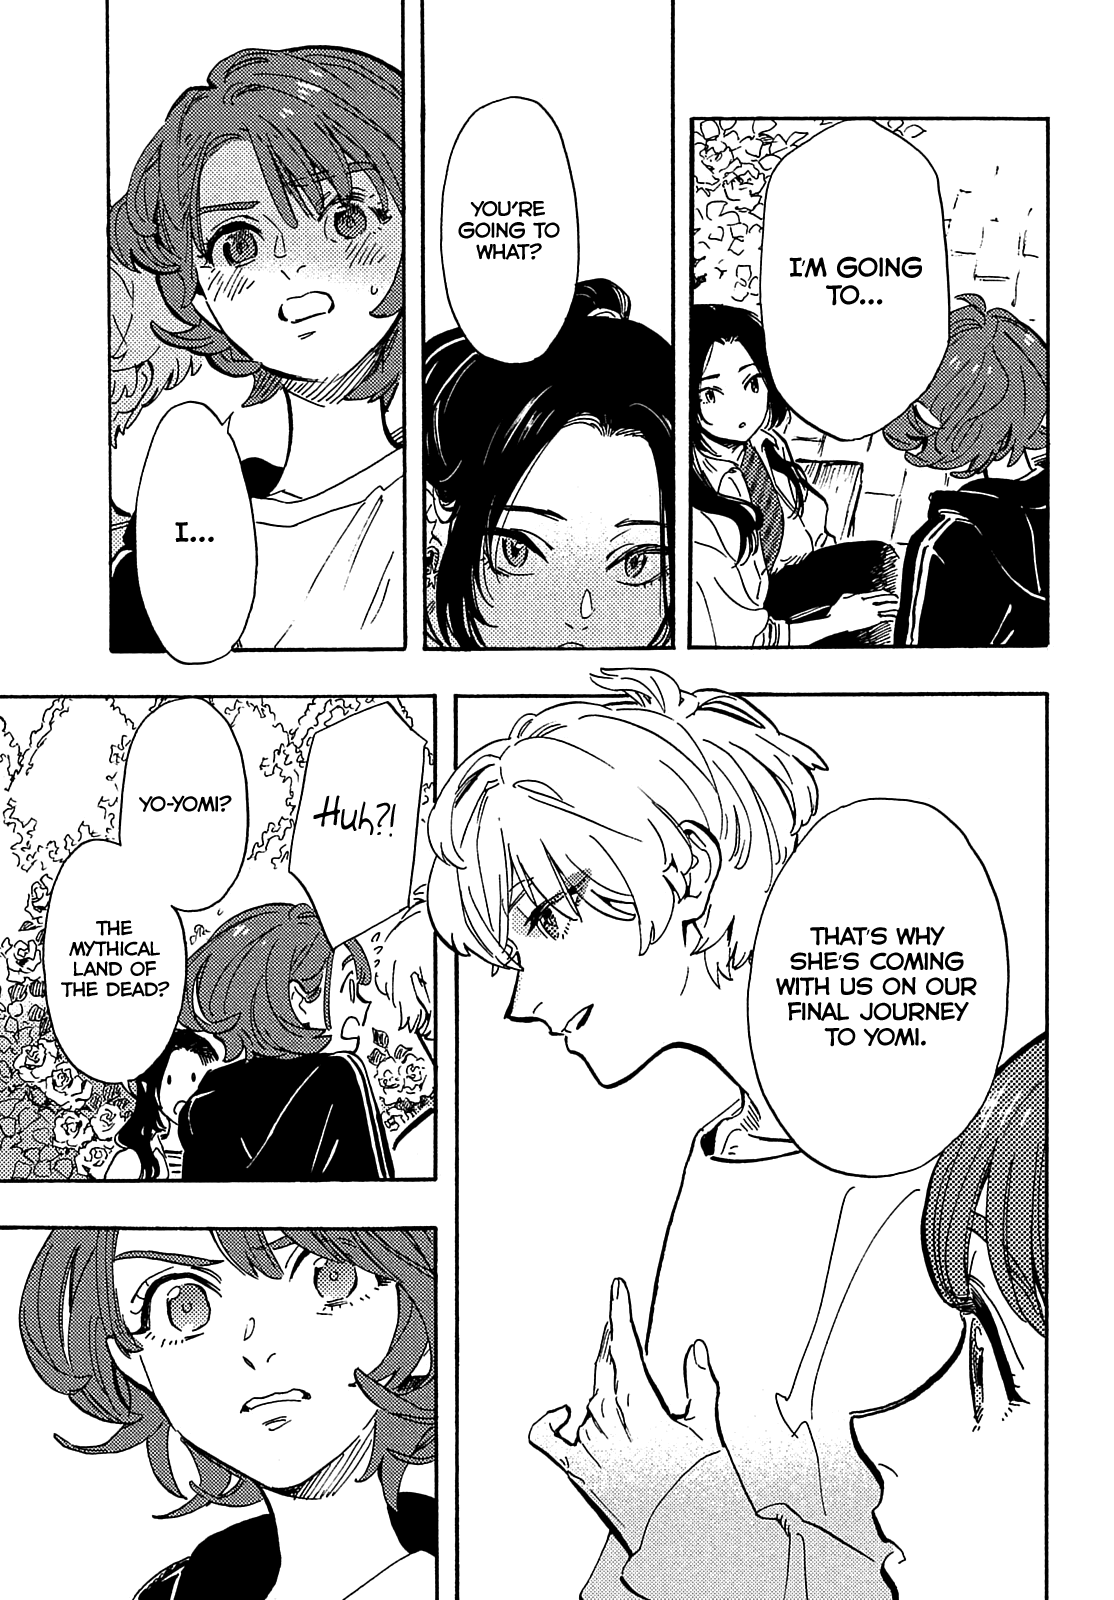 I'M GOING
TO...
YOU'RE
GOING TO
WHAT?
I...
THAT'S WHY
SHE'S COMING
WITH US ON OUR
FINAL JOURNEY
TO YOMI.
Huh?!
YO-YOMI?
THE
MYTHICAL
LAND OF
THE DEAD?